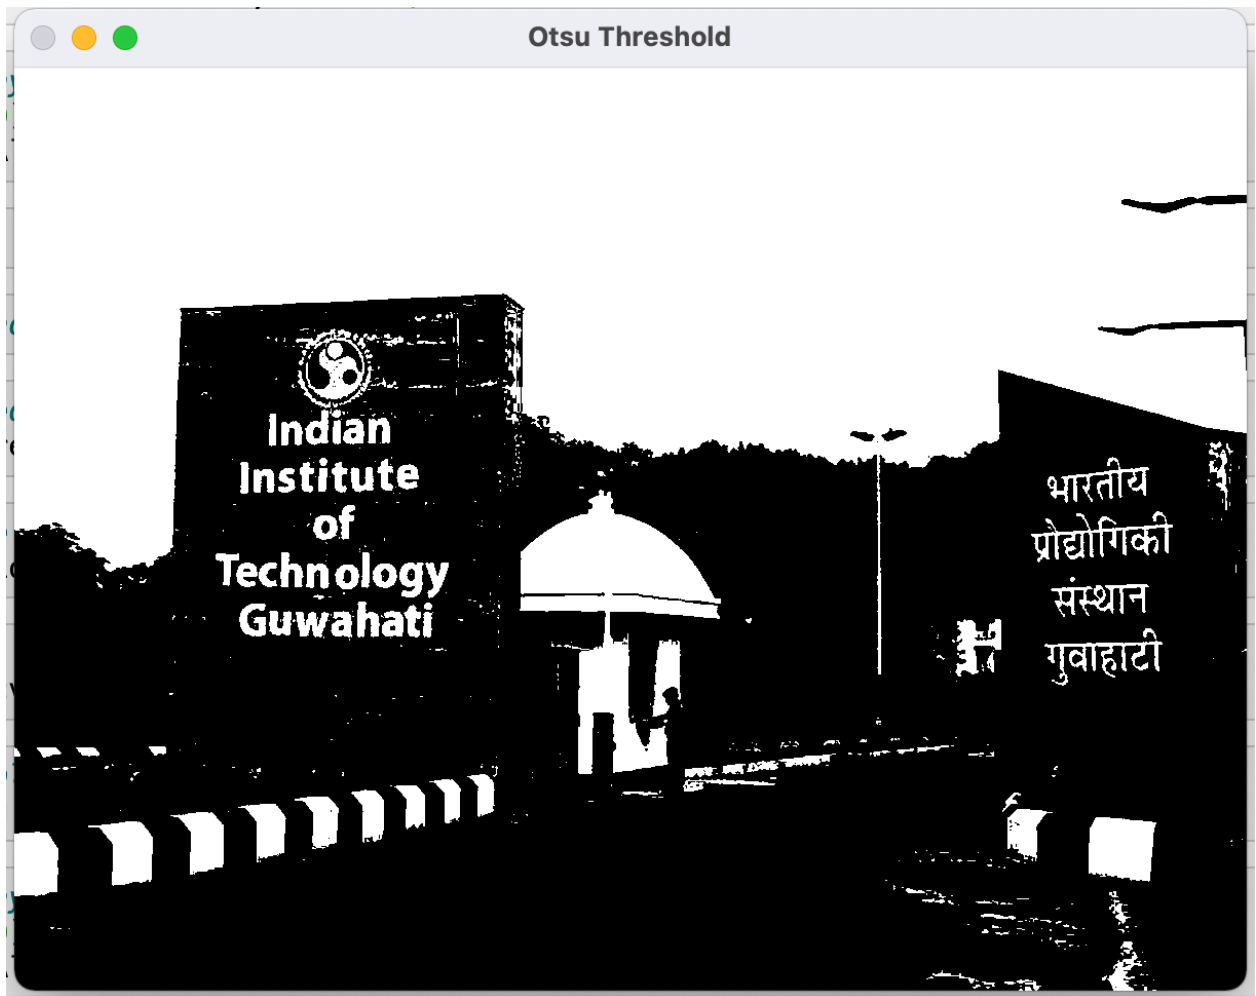 Otsu Threshold
Indian
Institute
of
Technology
Guwahati
भारतीय
प्रौद्योगिकी
संस्थान
गुवाहाटी